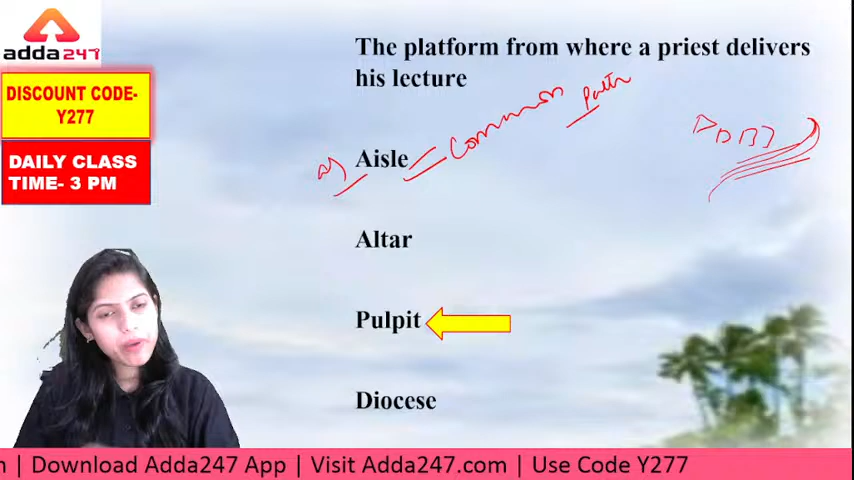 adda247
DISCOUNT CODE-
Y277
DAILY CLASS
TIME- 3 PM
The platform from where a priest delivers
his lecture
a) Aisle = Common Path
Altar
Pulpit
Diocese
n | Download Adda247 App | Visit Adda247.com | Use Code Y277